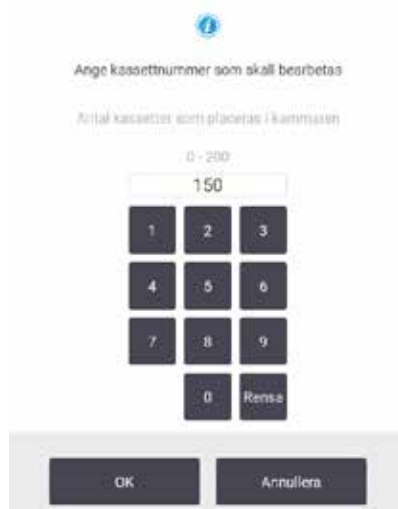 Ange kassettnummer som skall bearbetas
Antal kassetter som placeras i kammaren
0 - 200
150
1 2 3
4 5 6
7 8 9
0 Rensa
OK Annullera